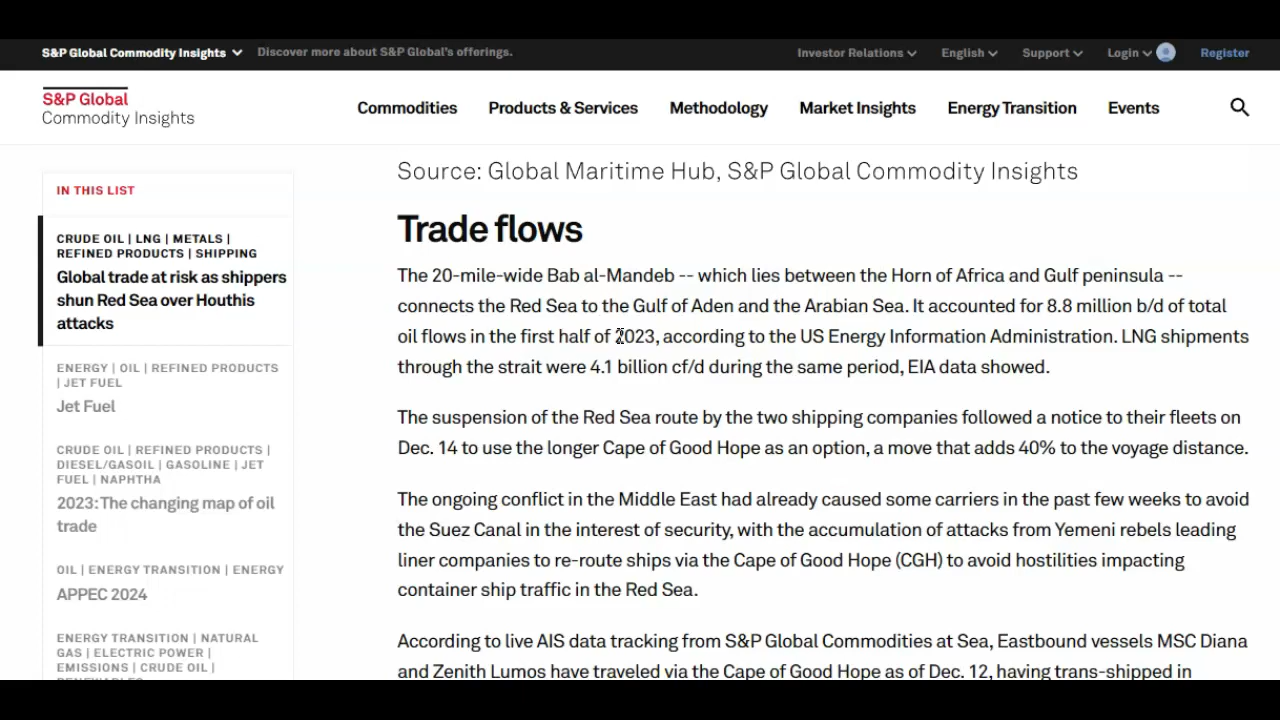 S&P Global Commodity Insights Discover more about S&P Global's offerings. Investor Relations English Support Login Register
S&P Global
Commodity Insights
Commodities Products & Services Methodology Market Insights Energy Transition Events
IN THIS LIST
CRUDE OIL | LNG | METALS |
REFINED PRODUCTS | SHIPPING
Global trade at risk as shippers
shun Red Sea over Houthis
attacks
ENERGY | OIL | REFINED PRODUCTS
| JET FUEL
Jet Fuel
CRUDE OIL | REFINED PRODUCTS |
DIESEL/GASOIL | GASOLINE | JET
FUEL | NAPHTHA
2023: The changing map of oil
trade
OIL | ENERGY TRANSITION | ENERGY
APPEC 2024
ENERGY TRANSITION | NATURAL
GAS | ELECTRIC POWER |
EMISSIONS | CRUDE OIL |
Source: Global Maritime Hub, S&P Global Commodity Insights
Trade flows
The 20-mile-wide Bab al-Mandeb -- which lies between the Horn of Africa and Gulf peninsula --
connects the Red Sea to the Gulf of Aden and the Arabian Sea. It accounted for 8.8 million b/d of total
oil flows in the first half of 2023, according to the US Energy Information Administration. LNG shipments
through the strait were 4.1 billion cf/d during the same period, EIA data showed.
The suspension of the Red Sea route by the two shipping companies followed a notice to their fleets on
Dec. 14 to use the longer Cape of Good Hope as an option, a move that adds 40% to the voyage distance.
The ongoing conflict in the Middle East had already caused some carriers in the past few weeks to avoid
the Suez Canal in the interest of security, with the accumulation of attacks from Yemeni rebels leading
liner companies to re-route ships via the Cape of Good Hope (CGH) to avoid hostilities impacting
container ship traffic in the Red Sea.
According to live AIS data tracking from S&P Global Commodities at Sea, Eastbound vessels MSC Diana
and Zenith Lumos have traveled via the Cape of Good Hope as of Dec. 12, having trans-shipped in